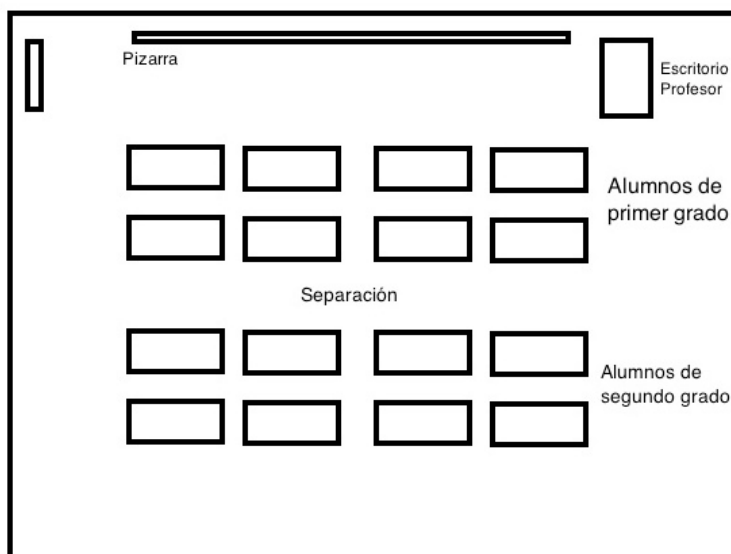 Pizarra
Escritorio
Profesor
Alumnos de
primer grado
Separación
Alumnos de
segundo grado